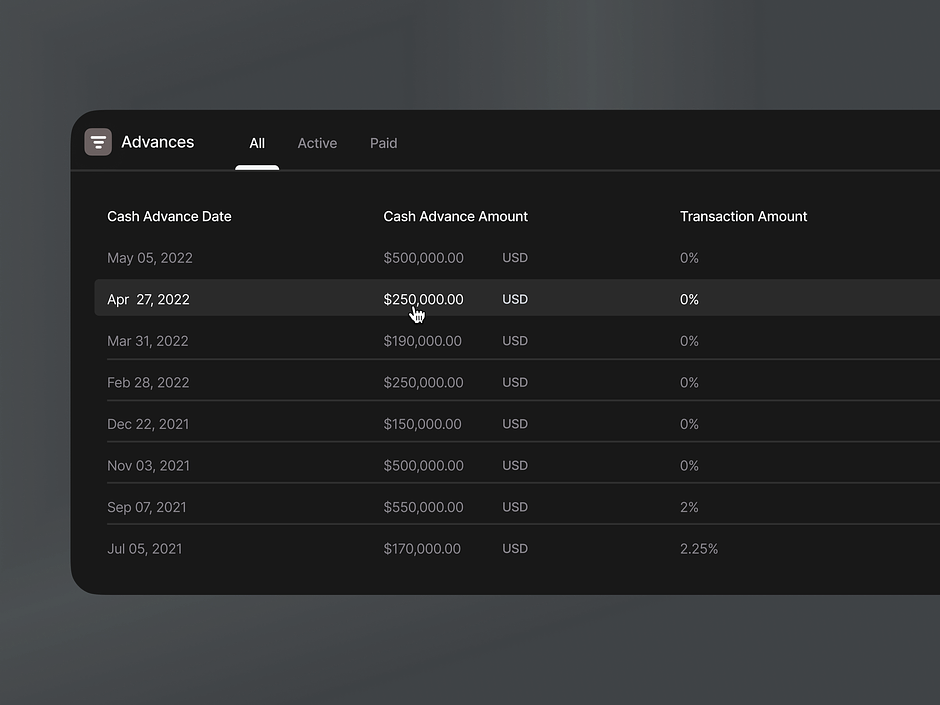 Advances All Active Paid
Cash Advance Date Cash Advance Amount Transaction Amount
May 05, 2022 $500,000.00 USD 0%
Apr 27, 2022 $250,000.00 USD 0%
Mar 31, 2022 $190,000.00 USD 0%
Feb 28, 2022 $250,000.00 USD 0%
Dec 22, 2021 $150,000.00 USD 0%
Nov 03, 2021 $500,000.00 USD 0%
Sep 07, 2021 $550,000.00 USD 2%
Jul 05, 2021 $170,000.00 USD 2.25%